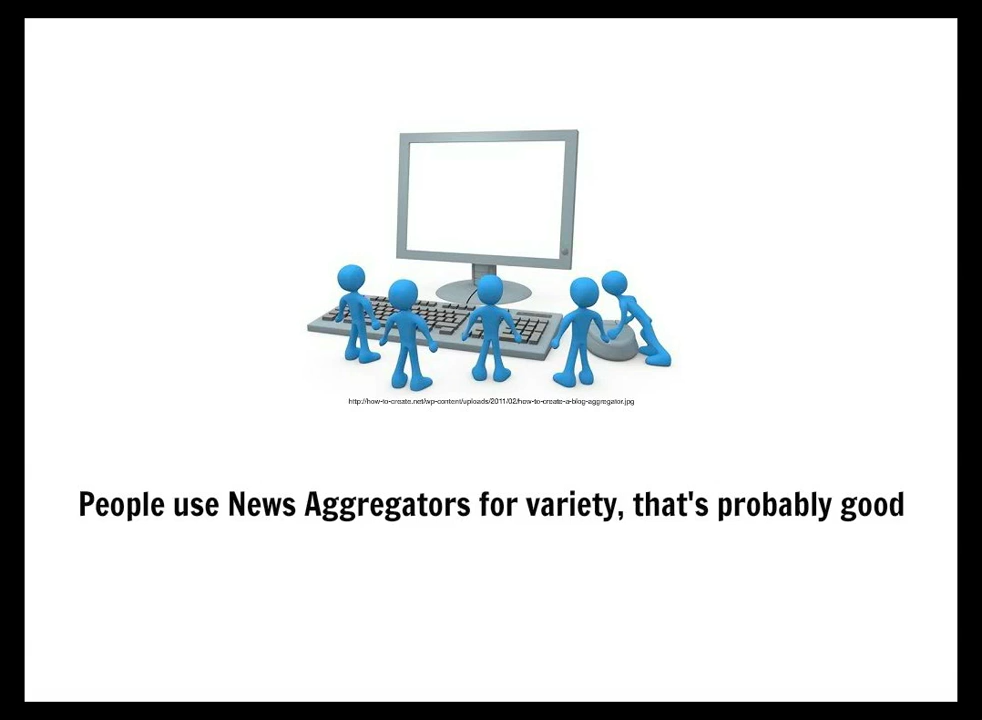 http://how-to-create.net/wp-content/uploads/2011/02/how-to-create-a-blog-aggregator.jpg
People use News Aggregators for variety, that's probably good